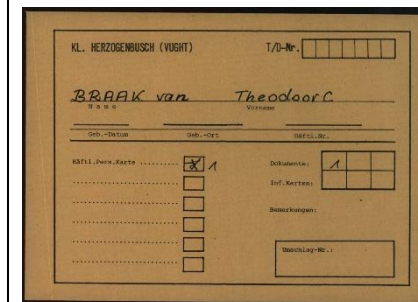 KL. HERZOGENBUSCH (VUGHT) T/D-Nr.
BRAAK van Theodoor C
Name Vorname
Geb.-Datum Geb.-Ort Häftl.Nr.
Häftl.Pers.Karte .......... X 1 Dokumente: 1
Inf.Karten:
Bemerkungen:
Umschlag-Nr.: